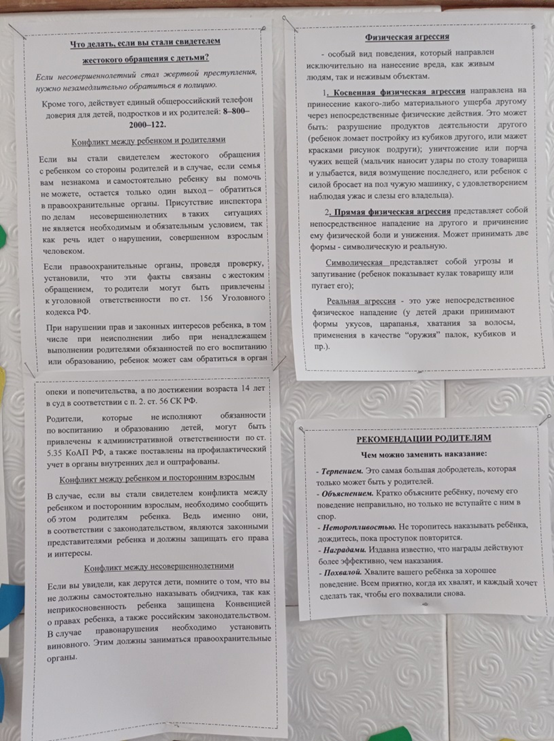 Что делать, если вы стали свидетелем
жестокого обращения с детьми?
Если несовершеннолетний стал жертвой преступления,
нужно незамедлительно обратиться в полицию.
Кроме того, действует единый общероссийский телефон
доверия для детей, подростков и их родителей: 8–800–
2000–122.
Конфликт между ребенком и родителями
Если вы стали свидетелем жестокого обращения
с ребенком со стороны родителей и в случае, если семья
вам незнакома и самостоятельно ребенку вы помочь
не можете, остается только один выход – обратиться
в правоохранительные органы. Присутствие инспектора
по делам несовершеннолетних в таких ситуациях
не является необходимым и обязательным условием, так
как речь идет о нарушении, совершенном взрослым
человеком.
Если правоохранительные органы, проведя проверку,
установили, что эти факты связаны с жестоким
обращением, то родители могут быть привлечены
к уголовной ответственности по ст. 156 Уголовного
кодекса РФ.
При нарушении прав и законных интересов ребенка, в том
числе при неисполнении либо при ненадлежащем
выполнении родителями обязанностей по его воспитанию
или образованию, ребенок может сам обратиться в орган
опеки и попечительства, а по достижении возраста 14 лет
в суд в соответствии с п. 2. ст. 56 СК РФ.
Родители, которые не исполняют обязанности
по воспитанию и образованию детей, могут быть
привлечены к административной ответственности по ст.
5.35 КоАП РФ, а также поставлены на профилактический
учет в органы внутренних дел и оштрафованы.
Конфликт между ребенком и посторонним взрослым
В случае, если вы стали свидетелем конфликта между
ребенком и посторонним взрослым, необходимо сообщить
об этом родителям ребенка. Ведь именно они,
в соответствии с законодательством, являются законными
представителями ребенка и должны защищать его права
и интересы.
Конфликт между несовершеннолетними
Если вы увидели, как дерутся дети, помните о том, что вы
не должны самостоятельно наказывать обидчика, так как
неприкосновенность ребенка защищена Конвенцией
о правах ребенка, а также российским законодательством.
В случае правонарушения необходимо установить
виновного. Этим должны заниматься правоохранительные
органы.
Физическая агрессия
- особый вид поведения, который направлен
исключительно на нанесение вреда, как живым
людям, так и неживым объектам.
1. Косвенная физическая агрессия направлена на
принесение какого-либо материального ущерба другому
через непосредственные физические действия. Это может
быть: разрушение продуктов деятельности другого
(ребенок ломает постройку из кубиков другого, или мажет
красками рисунок подруги); уничтожение или порча
чужих вещей (мальчик наносит удары по столу товарища
и улыбается, видя возмущение последнего, или ребенок с
силой бросает на пол чужую машинку, с удовлетворением
наблюдая ужас и слезы его владельца).
2. Прямая физическая агрессия представляет собой
непосредственное нападение на другого и причинение
ему физической боли и унижения. Может принимать две
формы - символическую и реальную.
Символическая представляет собой угрозы и
запугивание (ребенок показывает кулак товарищу или
пугает его);
Реальная агрессия - это уже непосредственное
физическое нападение (у детей драки принимают
формы укусов, царапанья, хватания за волосы,
применения в качестве "оружия" палок, кубиков и
пр.).
РЕКОМЕНДАЦИИ РОДИТЕЛЯМ
Чем можно заменить наказание:
- Терпением. Это самая большая добродетель, которая
только может быть у родителей.
- Объяснением. Кратко объясните ребёнку, почему его
поведение неправильно, но только не вступайте с ним в
спор.
- Неторопливостью. Не торопитесь наказывать ребёнка,
дождитесь, пока проступок повторится.
- Наградами. Издавна известно, что награды действуют
более эффективно, чем наказания.
- Похвалой. Хвалите вашего ребёнка за хорошее
поведение. Всем приятно, когда их хвалят, и каждый хочет
сделать так, чтобы его похвалили снова.